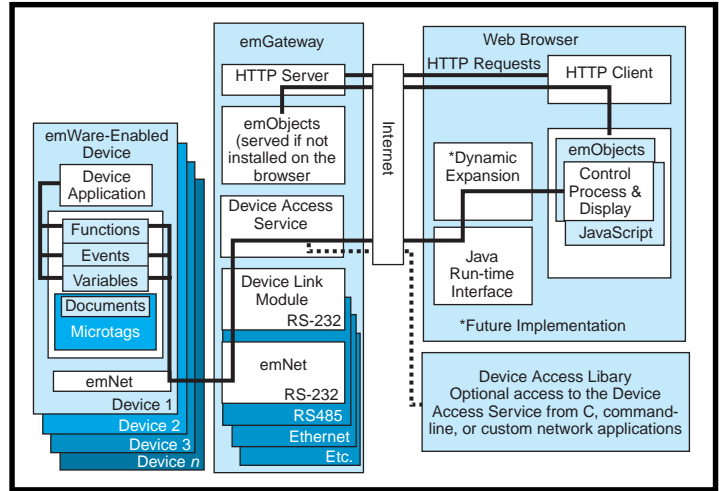 emWare-Enabled
Device
Device
Application
Functions
Events
Variables
Documents
Microtags
emNet
Device 1
Device 2
Device 3
Device n
emGateway
HTTP Server
emObjects
(served if not
installed on the
browser
Device Access
Service
Device Link
Module
RS-232
emNet
RS-232
RS485
Ethernet
Etc.
Internet
Web Browser
HTTP Requests
HTTP Client
emObjects
Control
Process &
Display
JavaScript
*Dynamic
Expansion
Java
Run-time
Interface
*Future Implementation
Device Access Libary
Optional access to the Device
Access Service from C, command-
line, or custom network applications